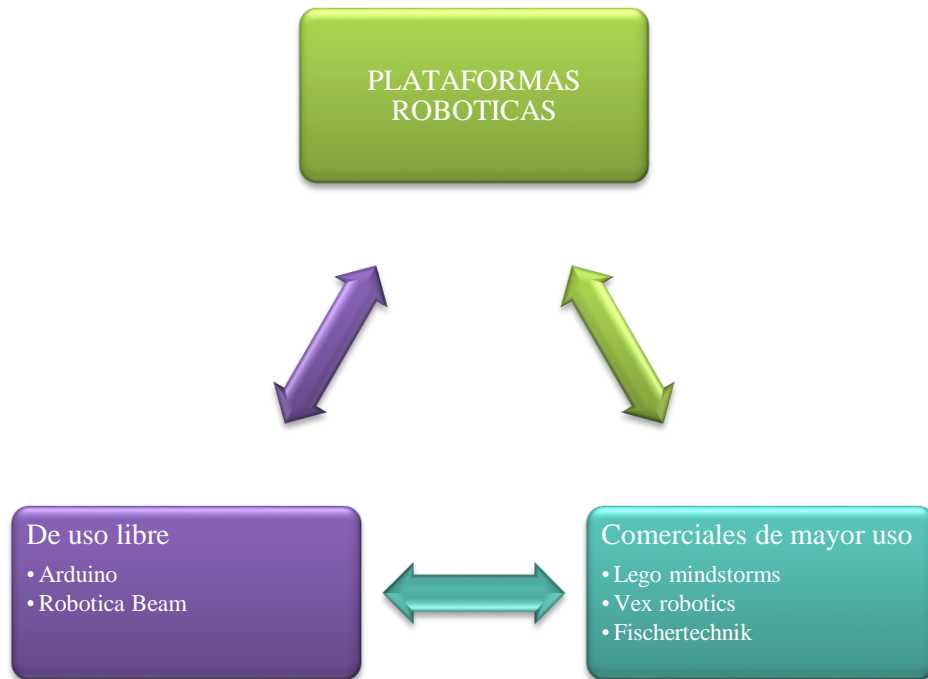 PLATAFORMAS
ROBOTICAS
De uso libre
• Arduino
• Robotica Beam
Comerciales de mayor uso
• Lego mindstorms
• Vex robotics
• Fischertechnik